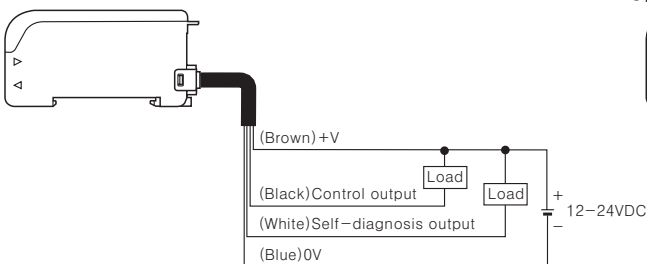 (Brown)+V
Load
(Black)Control output
Load
(White)Self-diagnosis output
+
12-24VDC
-
(Blue)0V